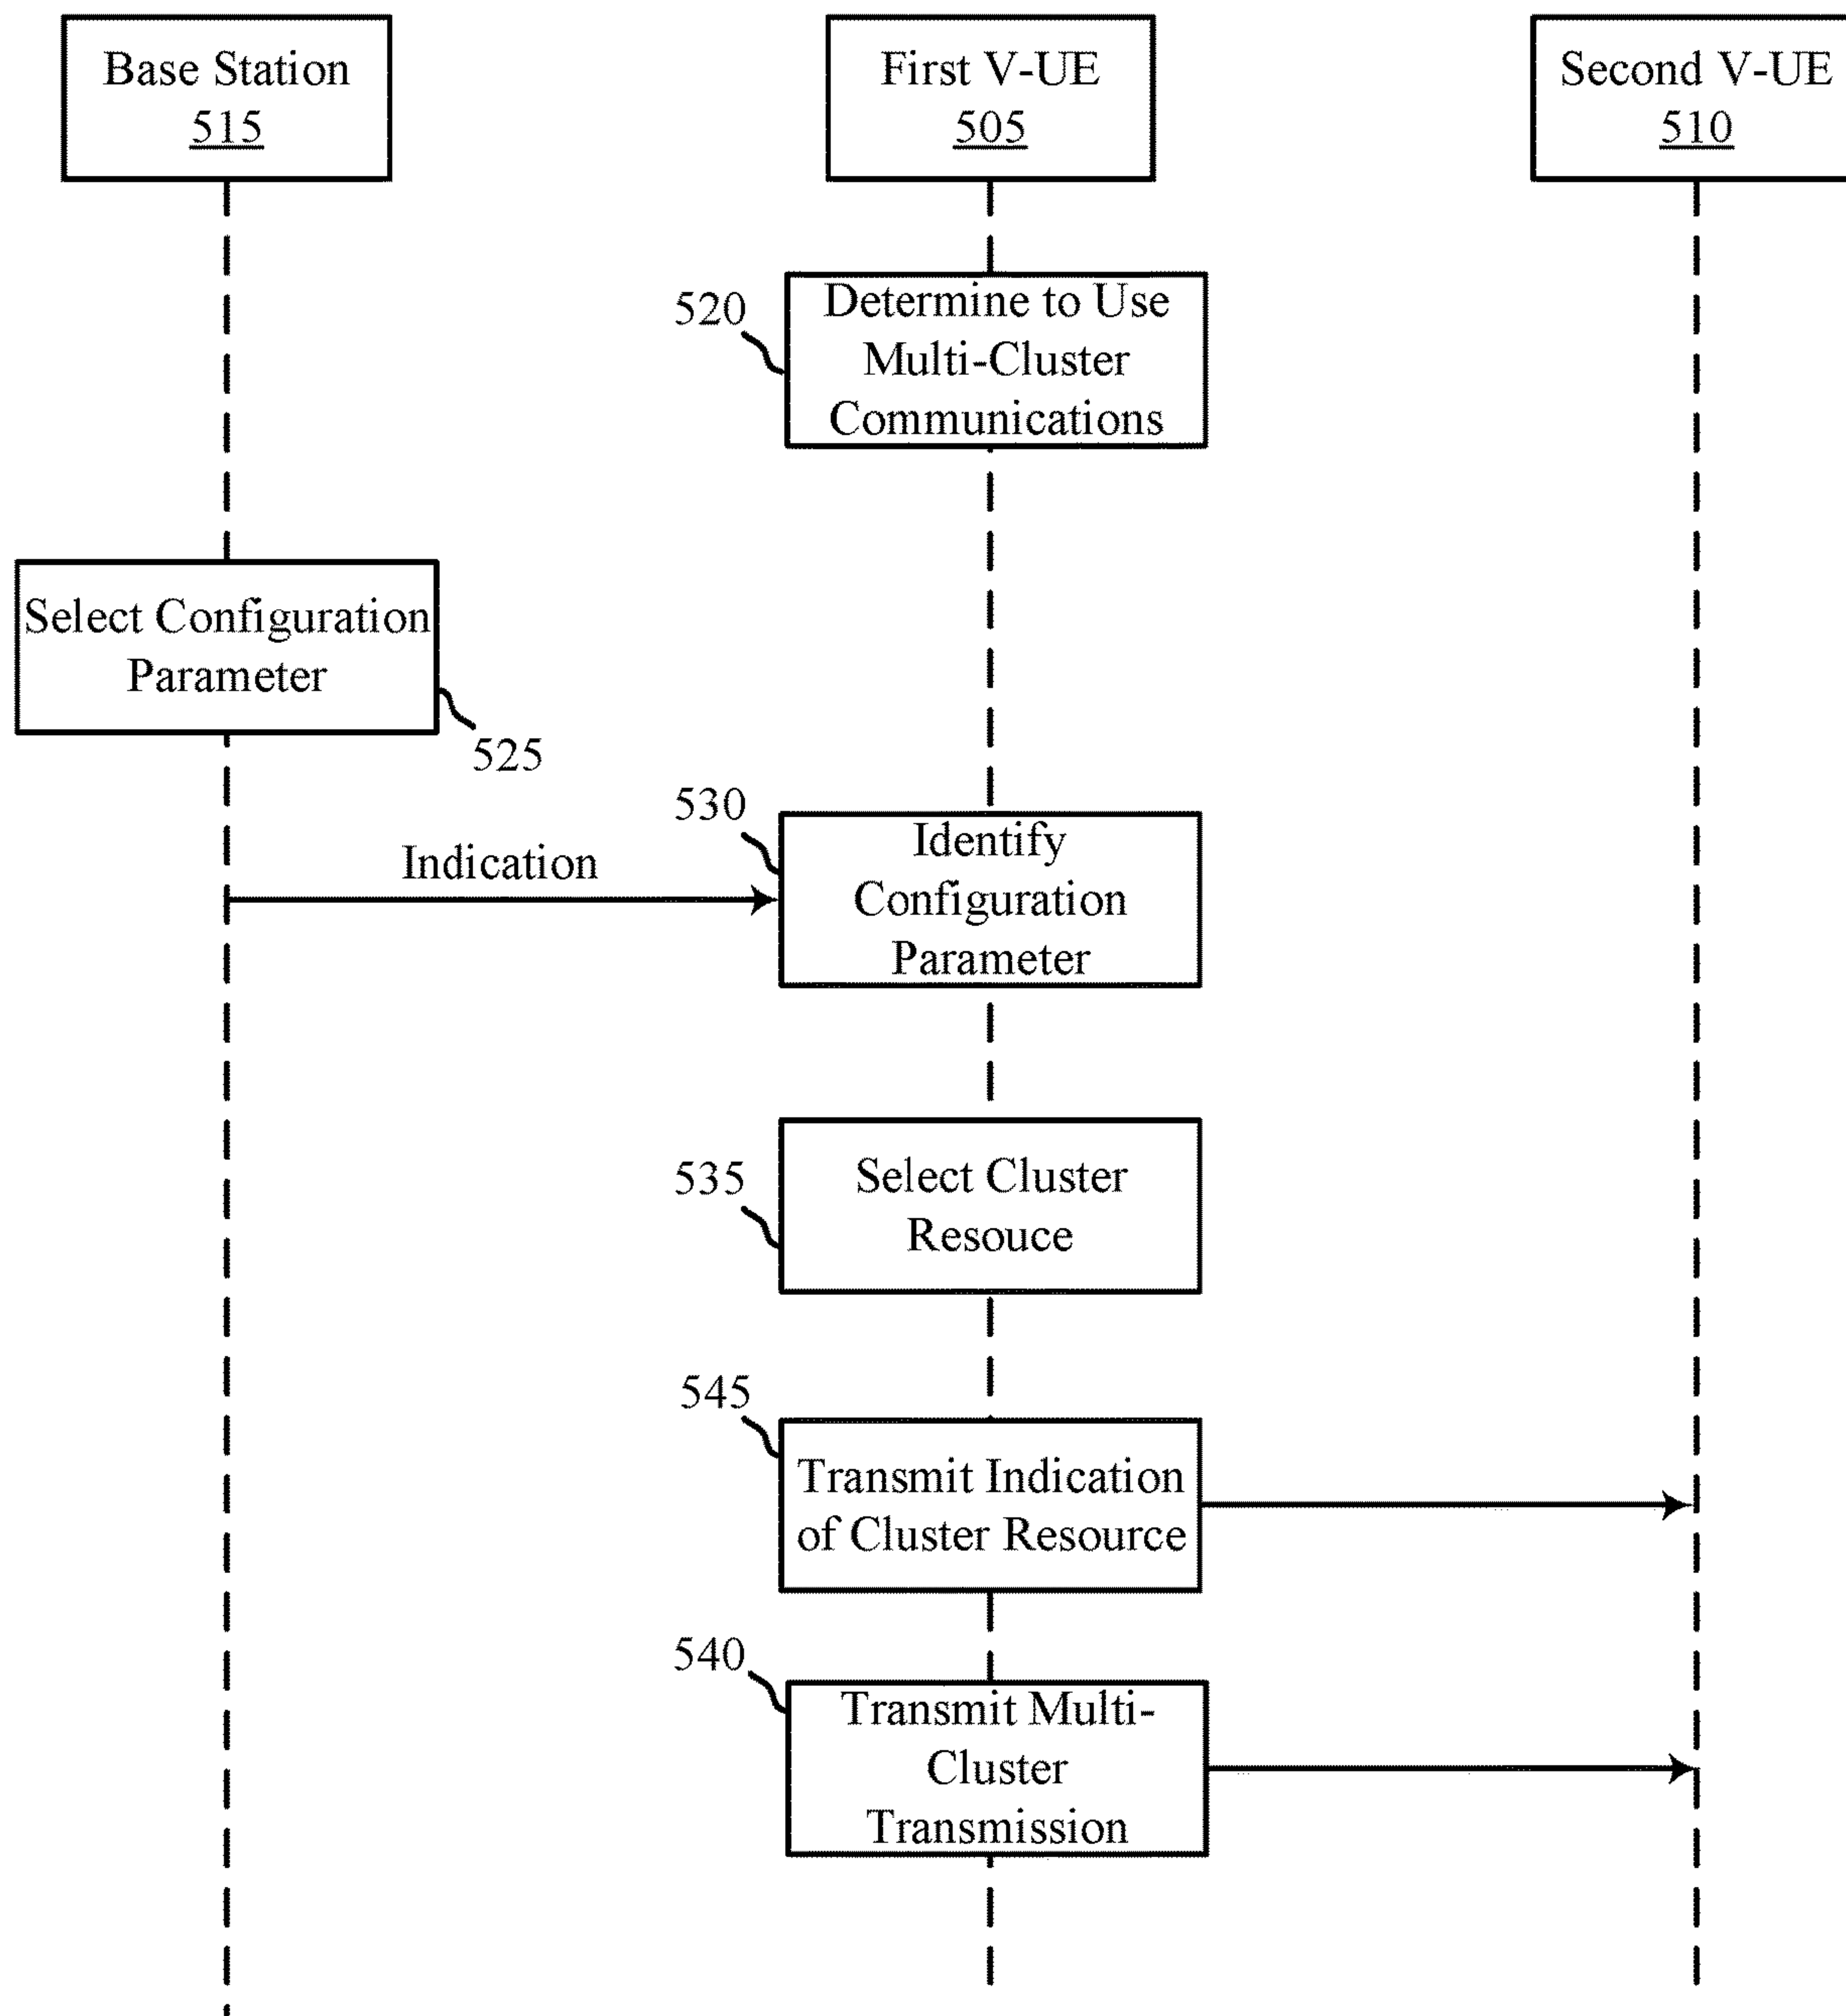 Base Station
515
First V-UE
505
Second V-UE
510
520
Determine to Use
Multi-Cluster
Communications
Select Configuration
Parameter
525
530
Indication
Identify
Configuration
Parameter
535
Select Cluster
Resouce
545
Transmit Indication
of Cluster Resource
540
Transmit Multi-
Cluster
Transmission